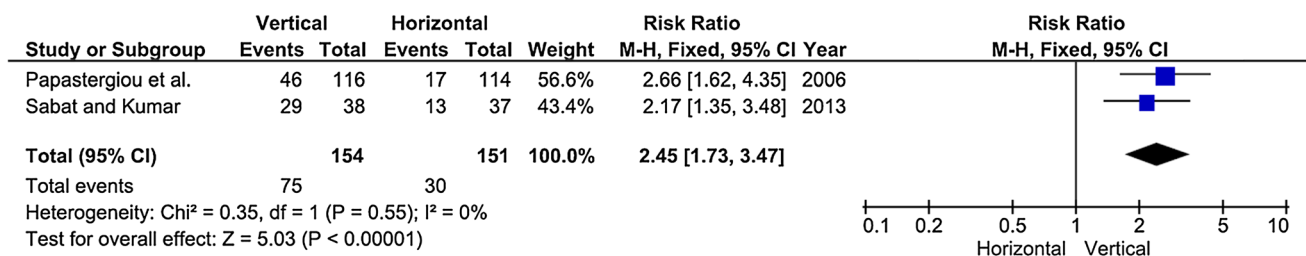 Vertical Horizontal Risk Ratio Risk Ratio
Study or Subgroup Events Total Events Total Weight M-H, Fixed, 95% CI Year M-H, Fixed, 95% CI
Papastergiou et al. 46 116 17 114 56.6% 2.66 [1.62, 4.35] 2006
Sabat and Kumar 29 38 13 37 43.4% 2.17 [1.35, 3.48] 2013
Total (95% CI) 154 151 100.0% 2.45 [1.73, 3.47]
Total events 75 30
Heterogeneity: Chi² = 0.35, df = 1 (P = 0.55); I² = 0%
Test for overall effect: Z = 5.03 (P < 0.00001)
0.1 0.2 0.5 1 2 5 10
Horizontal Vertical